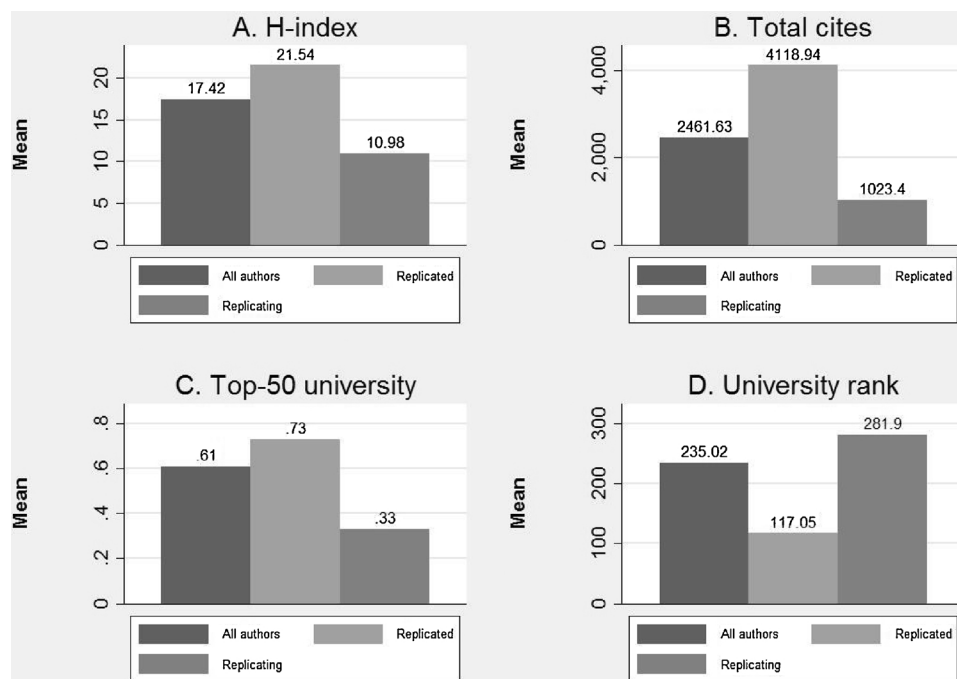 A. H-index
Mean
20
15
10
5
0
17.42
21.54
10.98
All authors
Replicated
Replicating
B. Total cites
Mean
4,000
2,000
0
2461.63
4118.94
1023.4
All authors
Replicated
Replicating
C. Top-50 university
Mean
.8
.6
.4
.2
0
.61
.73
.33
All authors
Replicated
Replicating
D. University rank
Mean
300
200
100
0
235.02
117.05
281.9
All authors
Replicated
Replicating